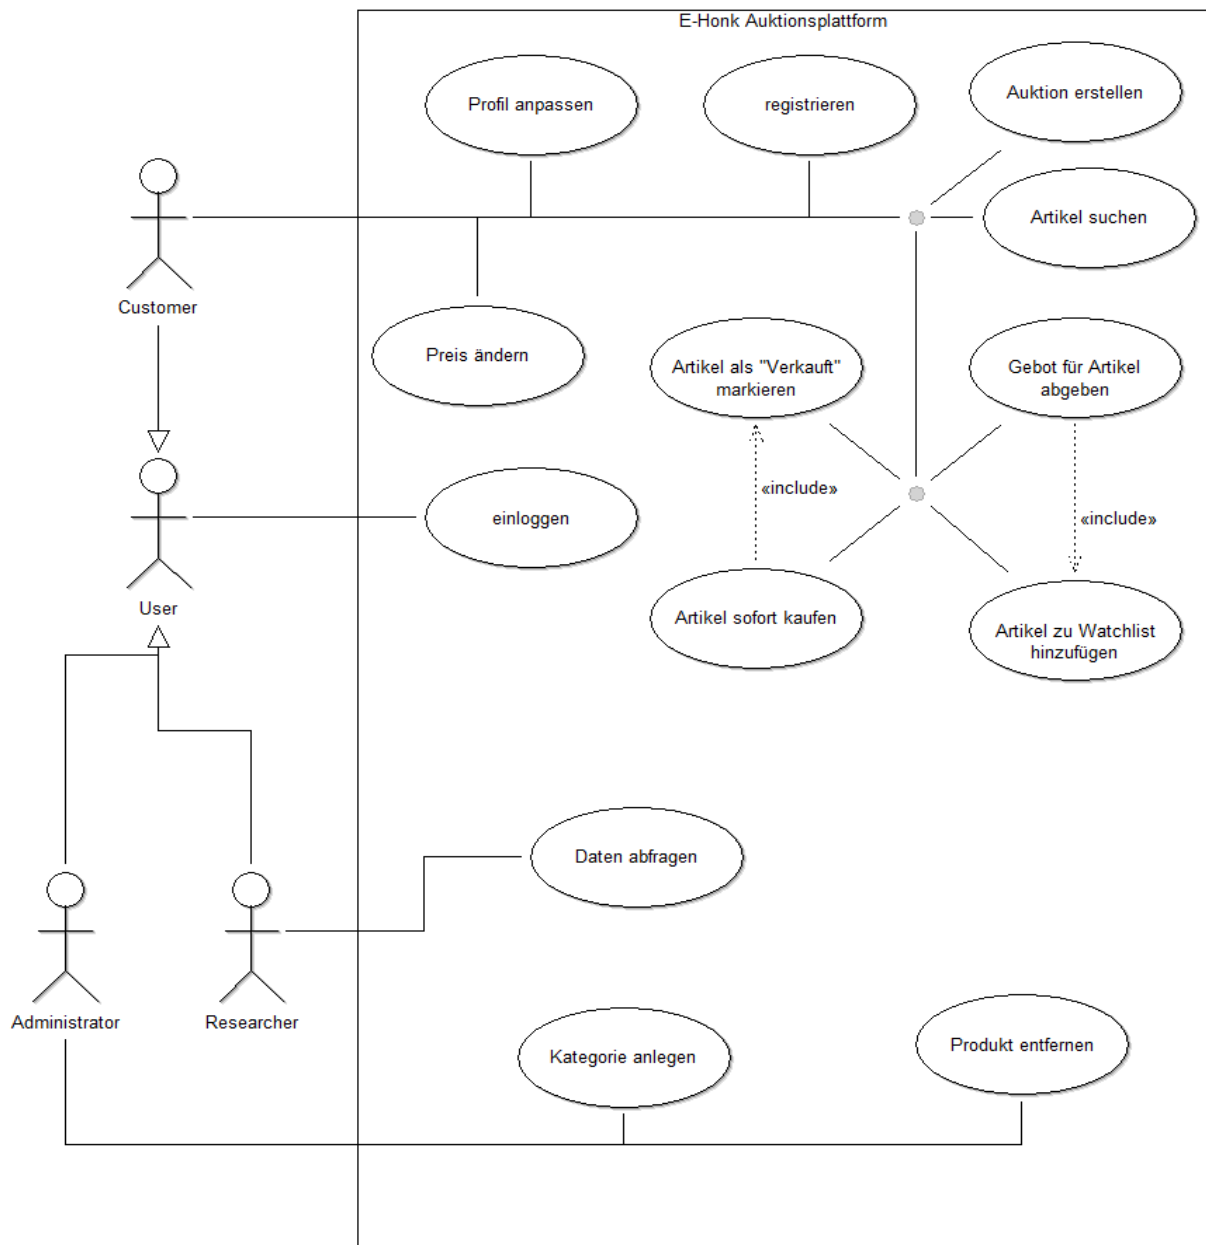 E-Honk Auktionsplattform
Profil anpassen
registrieren
Auktion erstellen
Artikel suchen
Customer
Preis ändern
Artikel als "Verkauft"
markieren
Gebot für Artikel
abgeben
«include»
einloggen
«include»
User
Artikel sofort kaufen
Artikel zu Watchlist
hinzufügen
Daten abfragen
Administrator
Researcher
Kategorie anlegen
Produkt entfernen